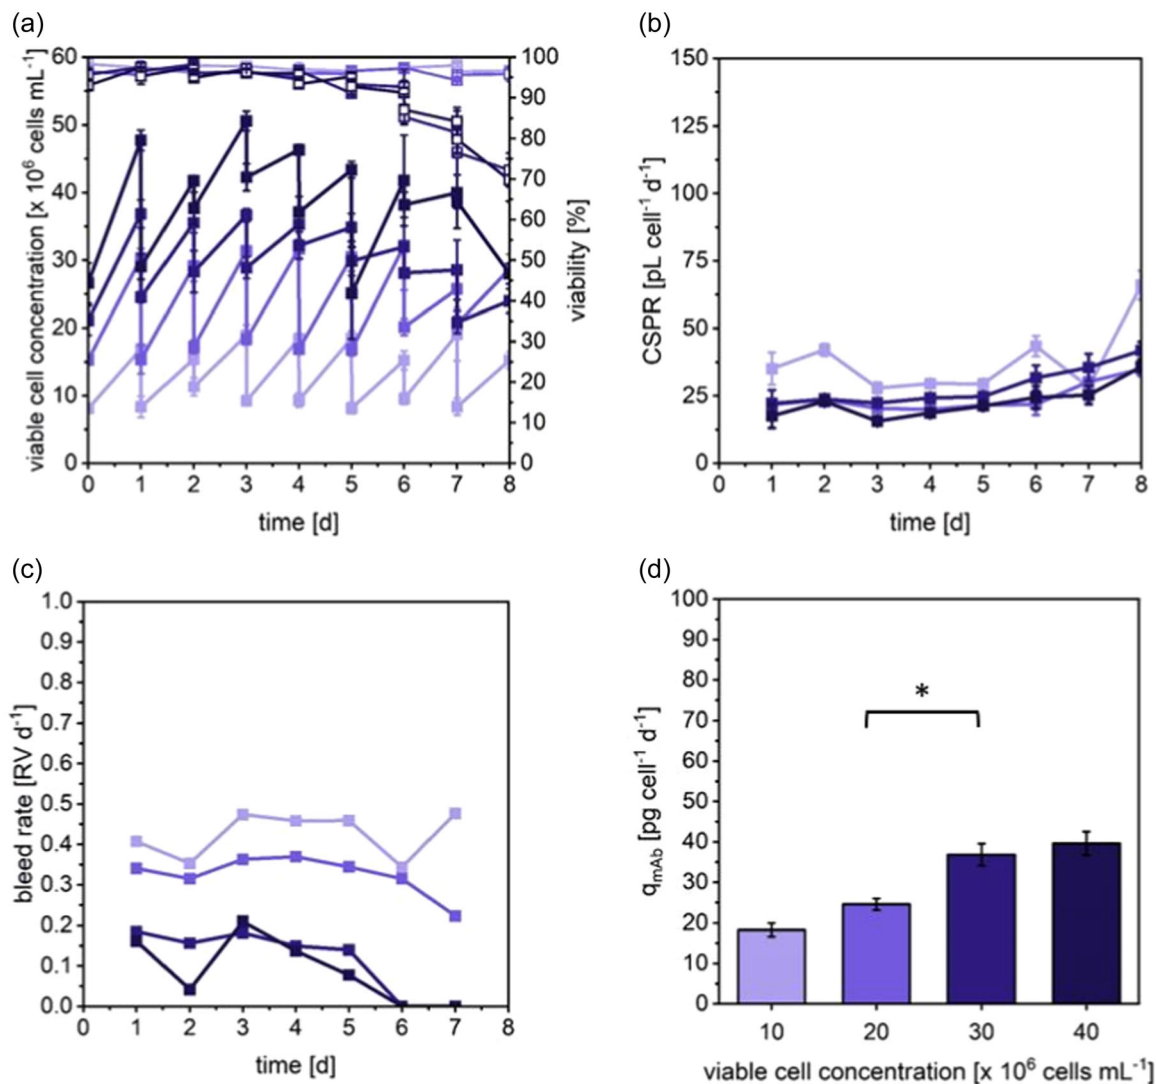 (a)
viable cell concentration [x 10⁶ cells mL⁻¹]
60
50
40
30
20
10
0
100
90
80
70
60
50
40
30
20
10
0
viability [%]
0 1 2 3 4 5 6 7 8
time [d]
(b)
CSPR [pL cell⁻¹ d⁻¹]
150
125
100
75
50
25
0
0 1 2 3 4 5 6 7 8
time [d]
(c)
bleed rate [RV d⁻¹]
1.0
0.9
0.8
0.7
0.6
0.5
0.4
0.3
0.2
0.1
0.0
0 1 2 3 4 5 6 7 8
time [d]
(d)
qmAb [pg cell⁻¹ d⁻¹]
100
90
80
70
60
50
40
30
20
10
0
*
10 20 30 40
viable cell concentration [x 10⁶ cells mL⁻¹]